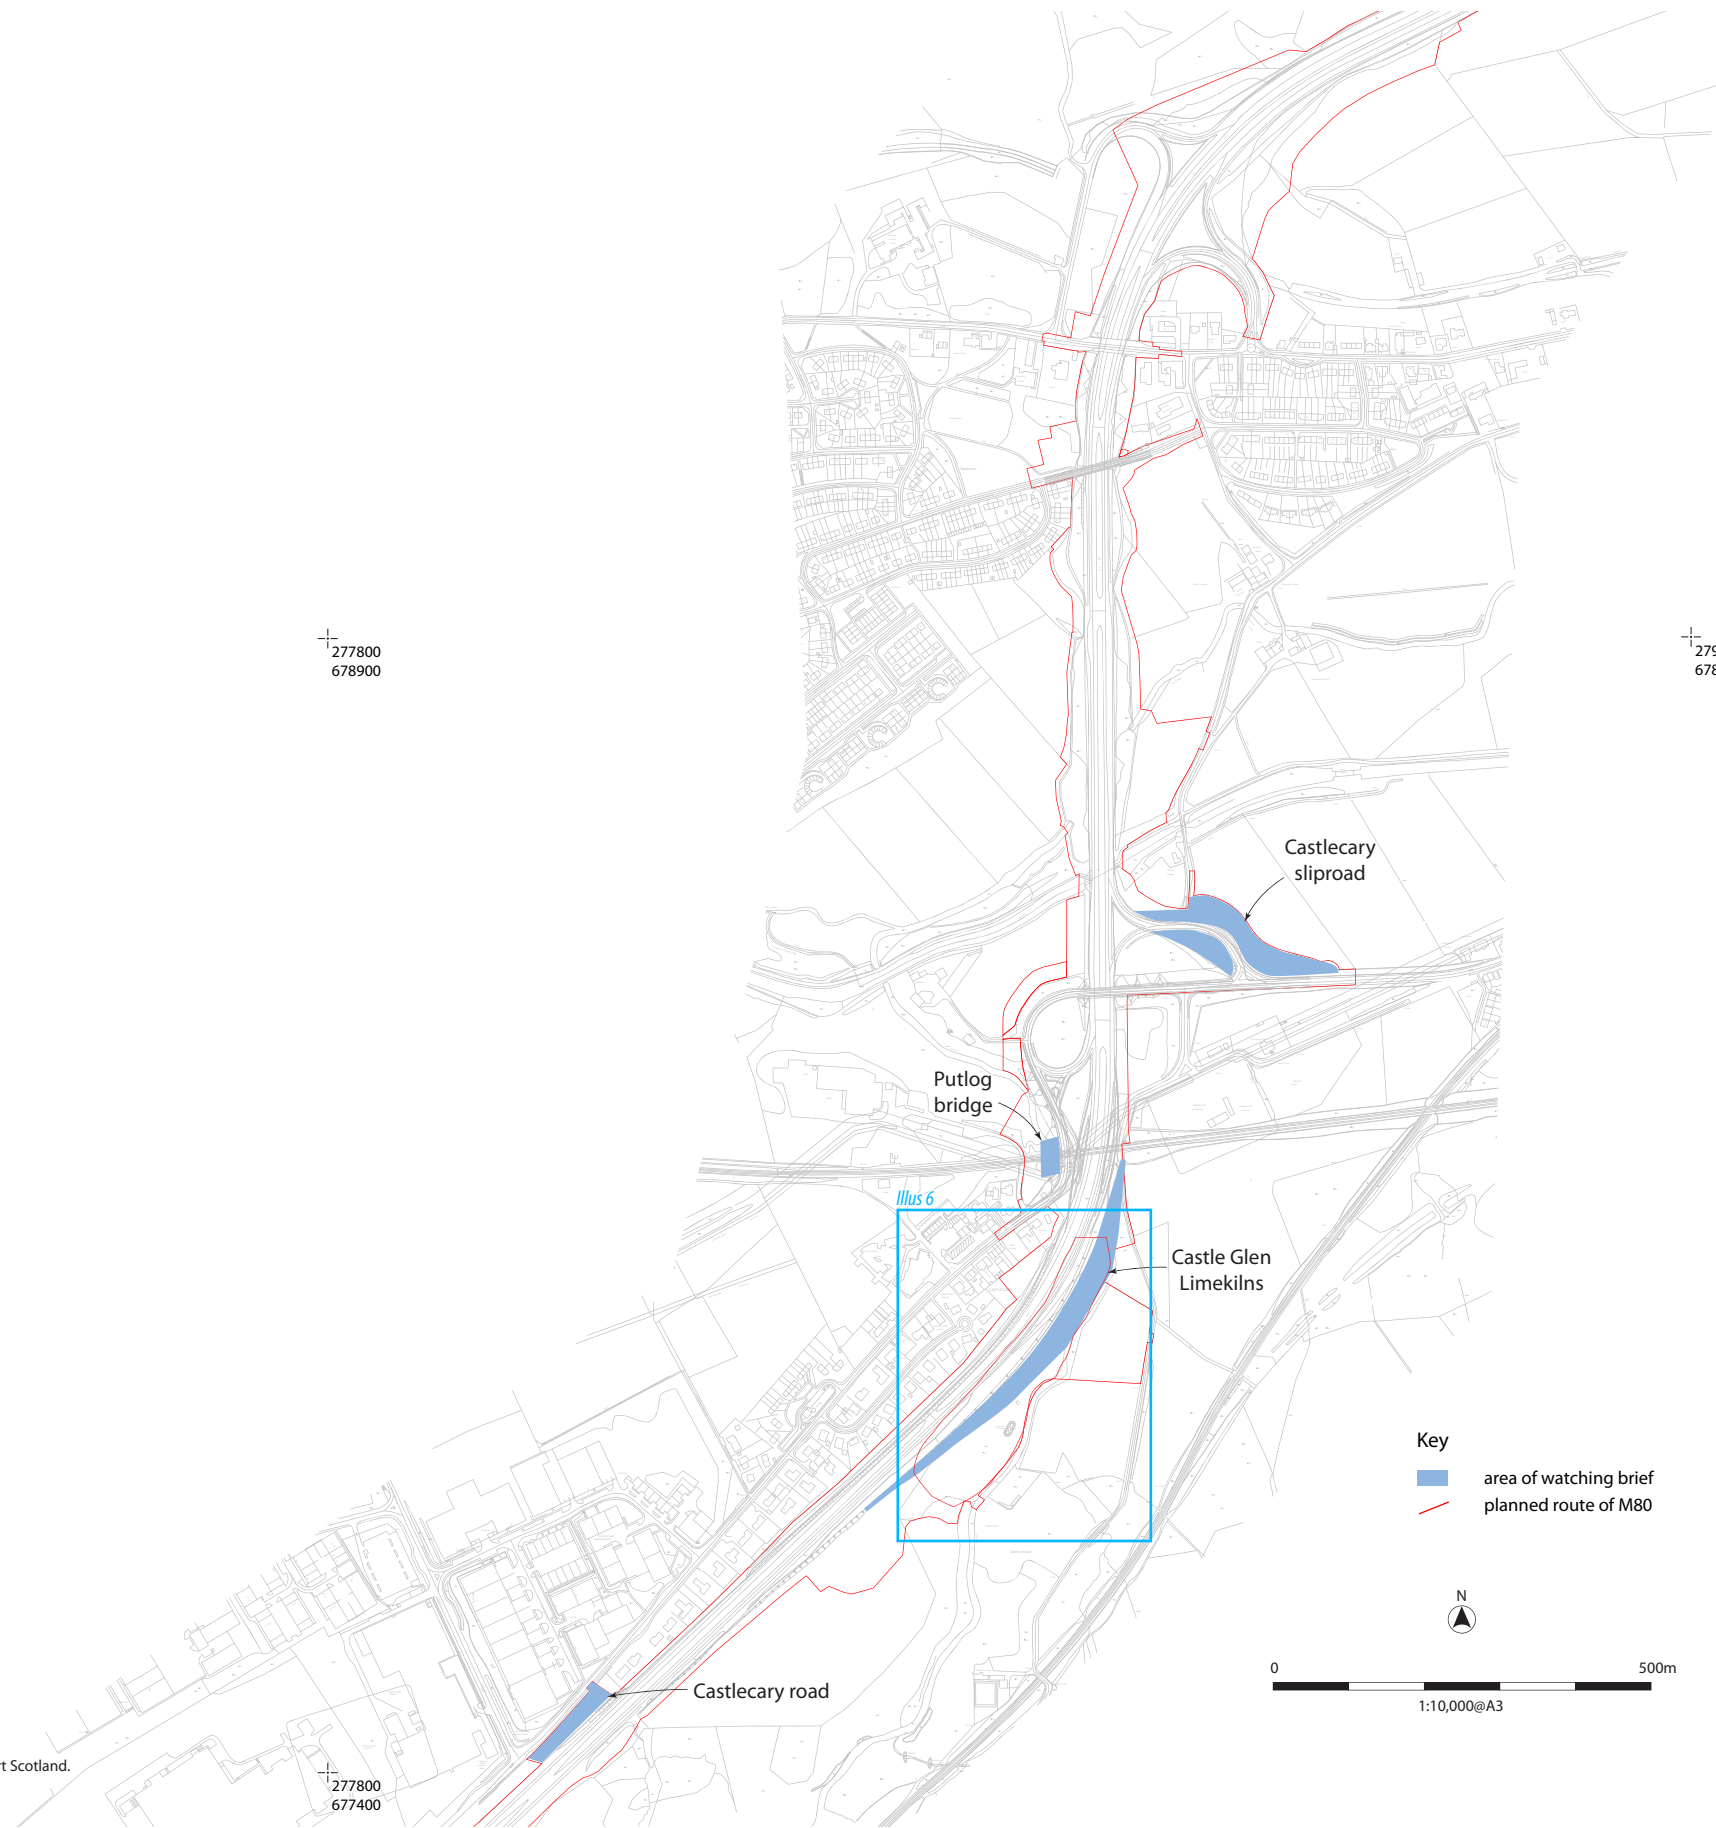 277800
678900
279
678
Castlecary
sliproad
Putlog
bridge
Illus 6
Castle Glen
Limekilns
Key
area of watching brief
planned route of M80
N
0 500m
1:10,000@A3
Castlecary road
t Scotland.
277800
677400